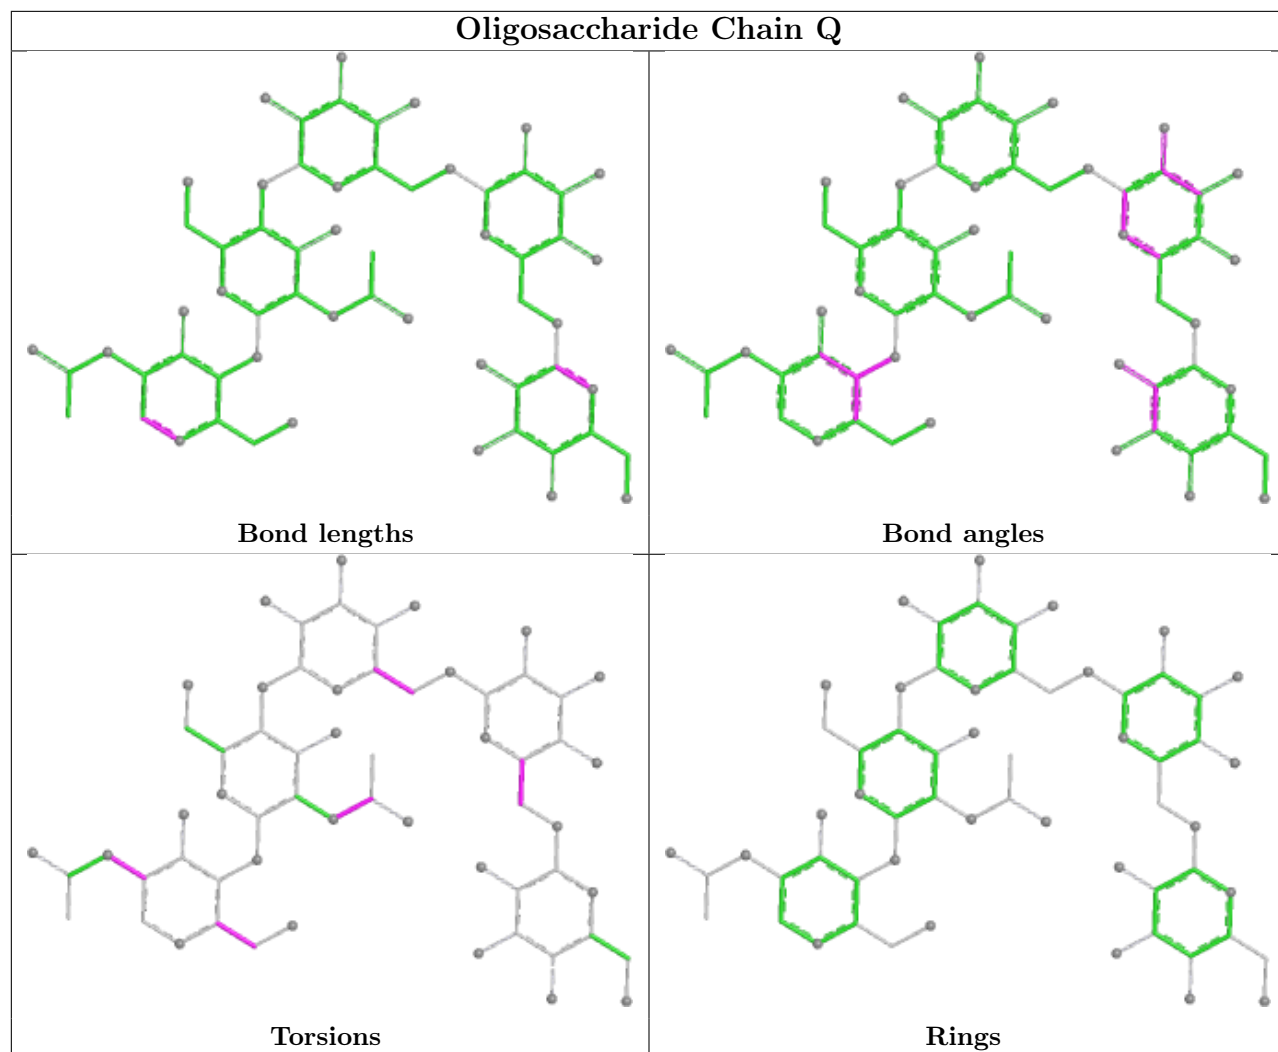 Oligosaccharide Chain Q
Bond lengths
Bond angles
Torsions
Rings